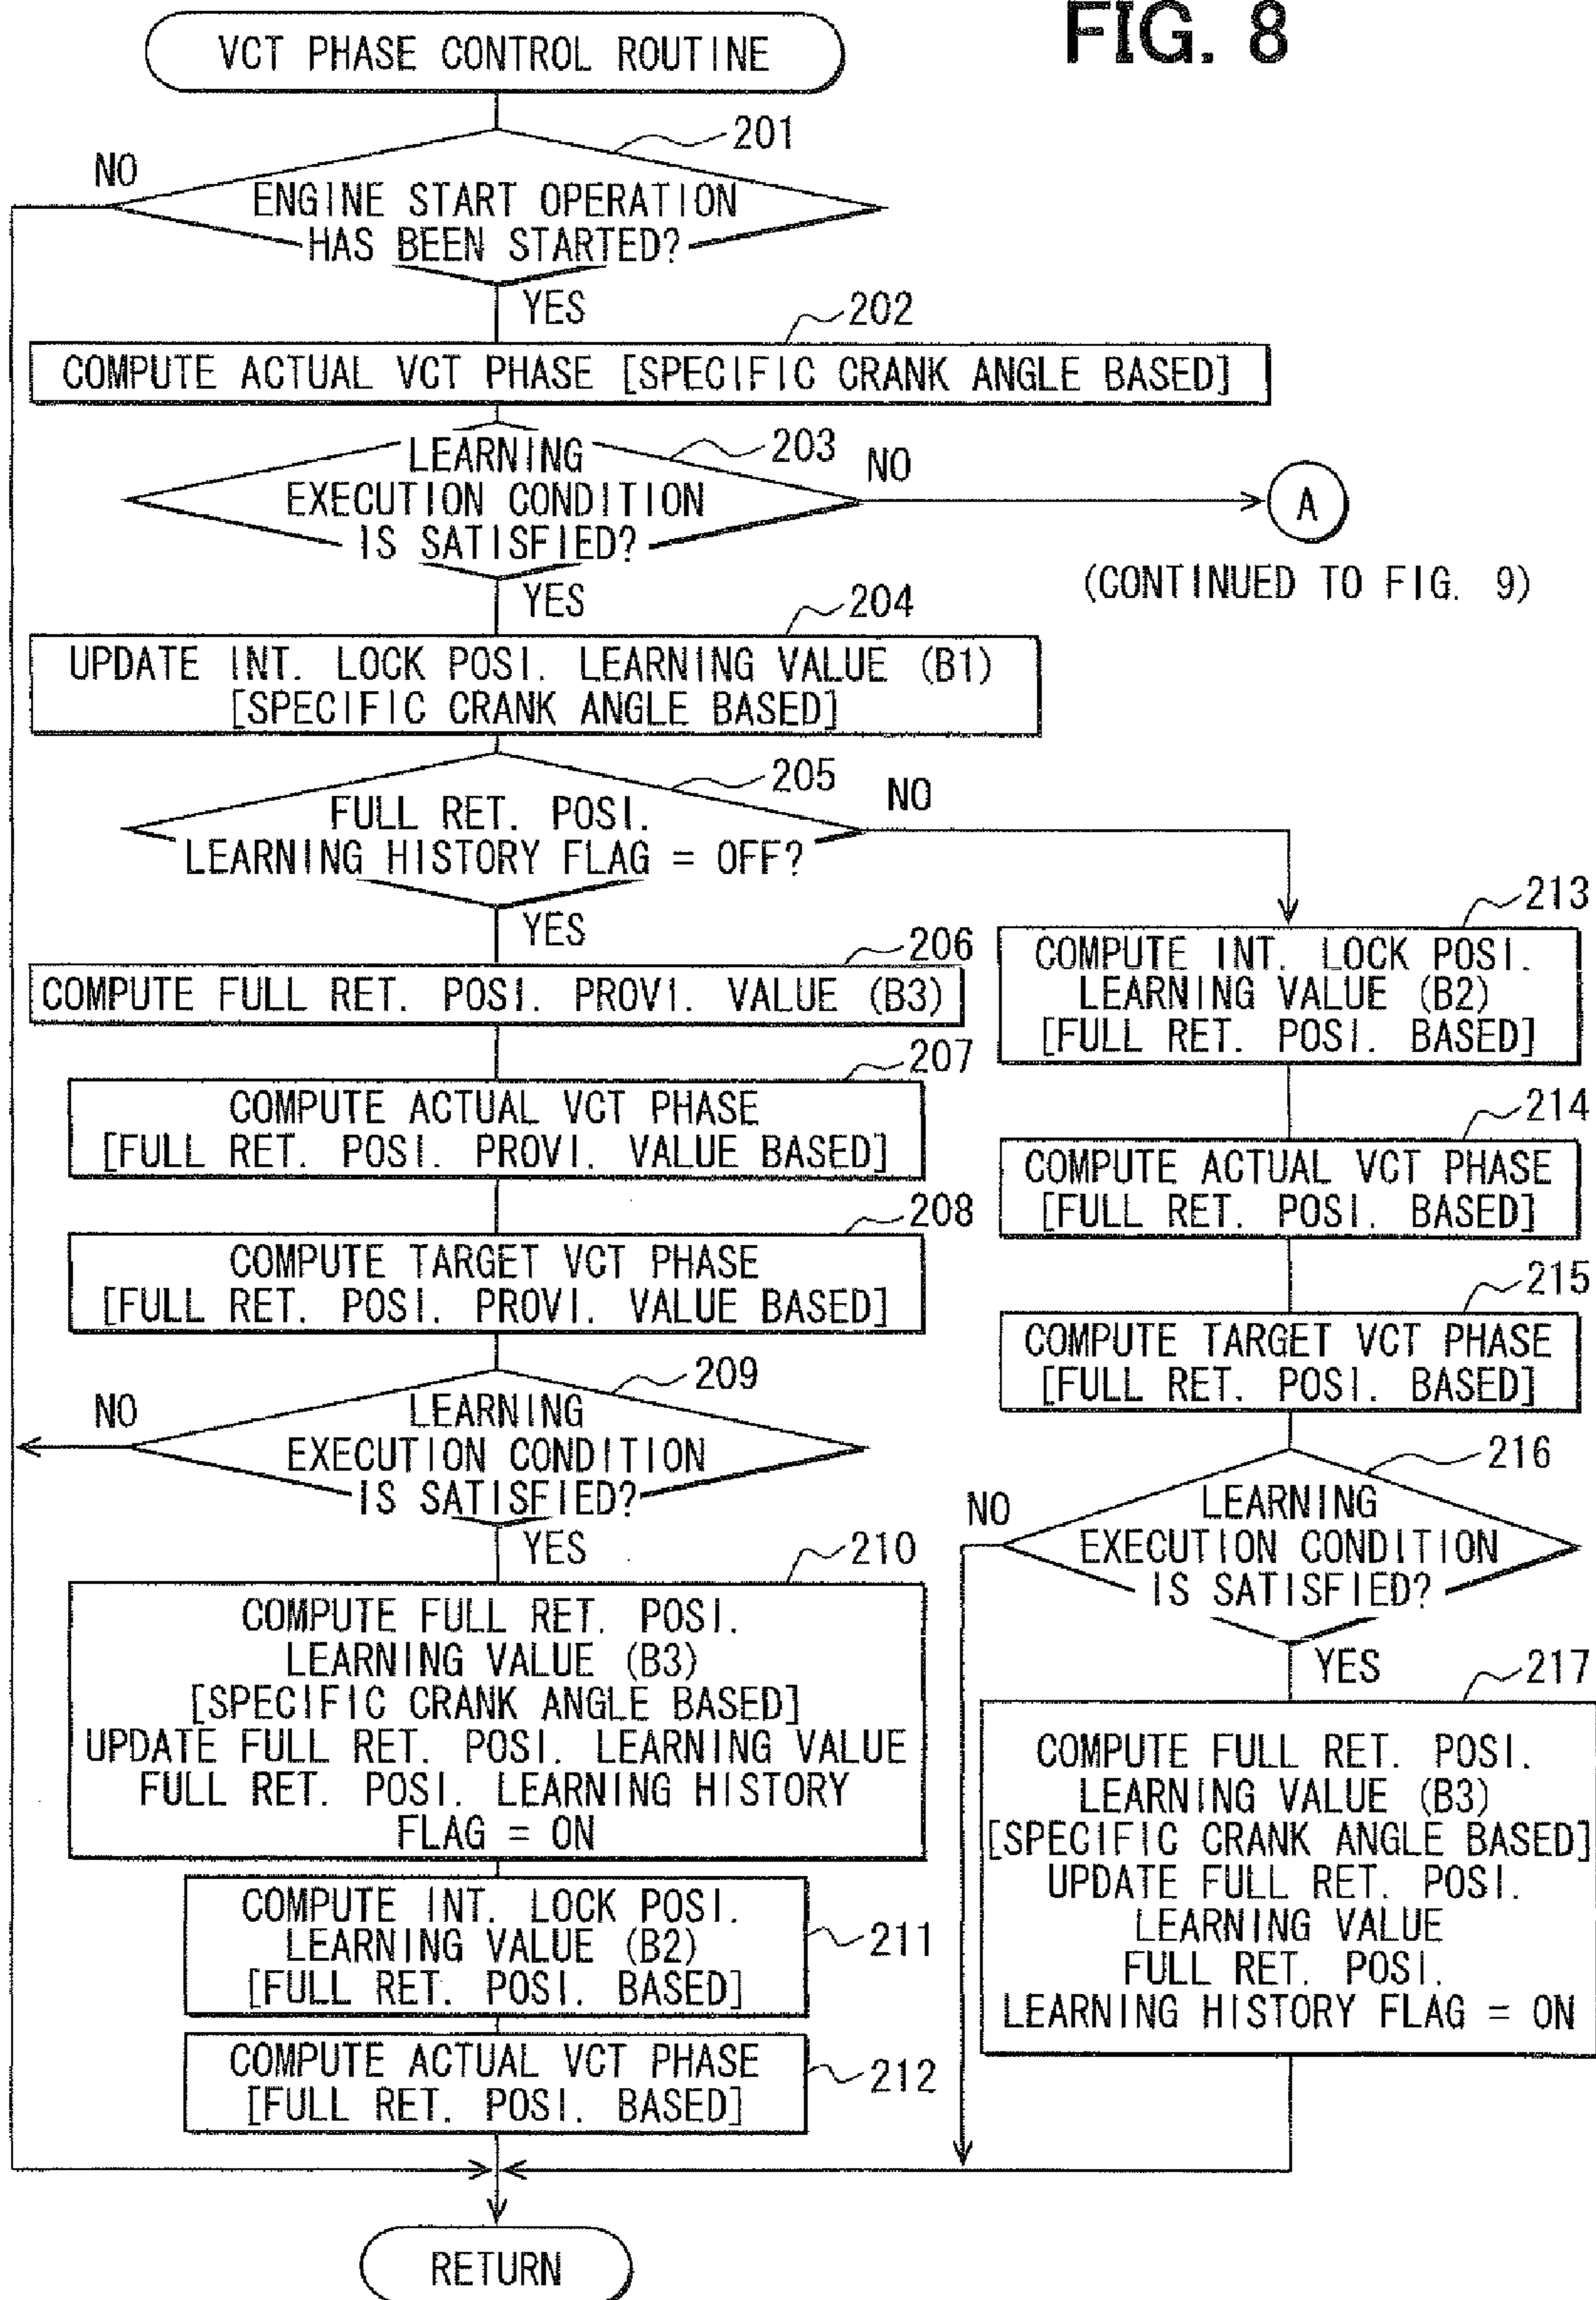 FIG. 8
VCT PHASE CONTROL ROUTINE
201
NO
ENGINE START OPERATION
HAS BEEN STARTED?
YES
202
COMPUTE ACTUAL VCT PHASE [SPECIFIC CRANK ANGLE BASED]
203
LEARNING
EXECUTION CONDITION
IS SATISFIED?
NO
A
(CONTINUED TO FIG. 9)
YES
204
UPDATE INT. LOCK POSI. LEARNING VALUE (B1)
[SPECIFIC CRANK ANGLE BASED]
205
FULL RET. POSI.
LEARNING HISTORY FLAG = OFF?
NO
YES
206
COMPUTE FULL RET. POSI. PROVI. VALUE (B3)
207
COMPUTE ACTUAL VCT PHASE
[FULL RET. POSI. PROVI. VALUE BASED]
208
COMPUTE TARGET VCT PHASE
[FULL RET. POSI. PROVI. VALUE BASED]
209
NO
LEARNING
EXECUTION CONDITION
IS SATISFIED?
YES
210
COMPUTE FULL RET. POSI.
LEARNING VALUE (B3)
[SPECIFIC CRANK ANGLE BASED]
UPDATE FULL RET. POSI. LEARNING VALUE
FULL RET. POSI. LEARNING HISTORY
FLAG = ON
COMPUTE INT. LOCK POSI.
LEARNING VALUE (B2)
[FULL RET. POSI. BASED]
211
COMPUTE ACTUAL VCT PHASE
[FULL RET. POSI. BASED]
212
213
COMPUTE INT. LOCK POSI.
LEARNING VALUE (B2)
[FULL RET. POSI. BASED]
214
COMPUTE ACTUAL VCT PHASE
[FULL RET. POSI. BASED]
215
COMPUTE TARGET VCT PHASE
[FULL RET. POSI. BASED]
216
NO
LEARNING
EXECUTION CONDITION
IS SATISFIED?
YES
217
COMPUTE FULL RET. POSI.
LEARNING VALUE (B3)
[SPECIFIC CRANK ANGLE BASED]
UPDATE FULL RET. POSI.
LEARNING VALUE
FULL RET. POSI.
LEARNING HISTORY FLAG = ON
RETURN